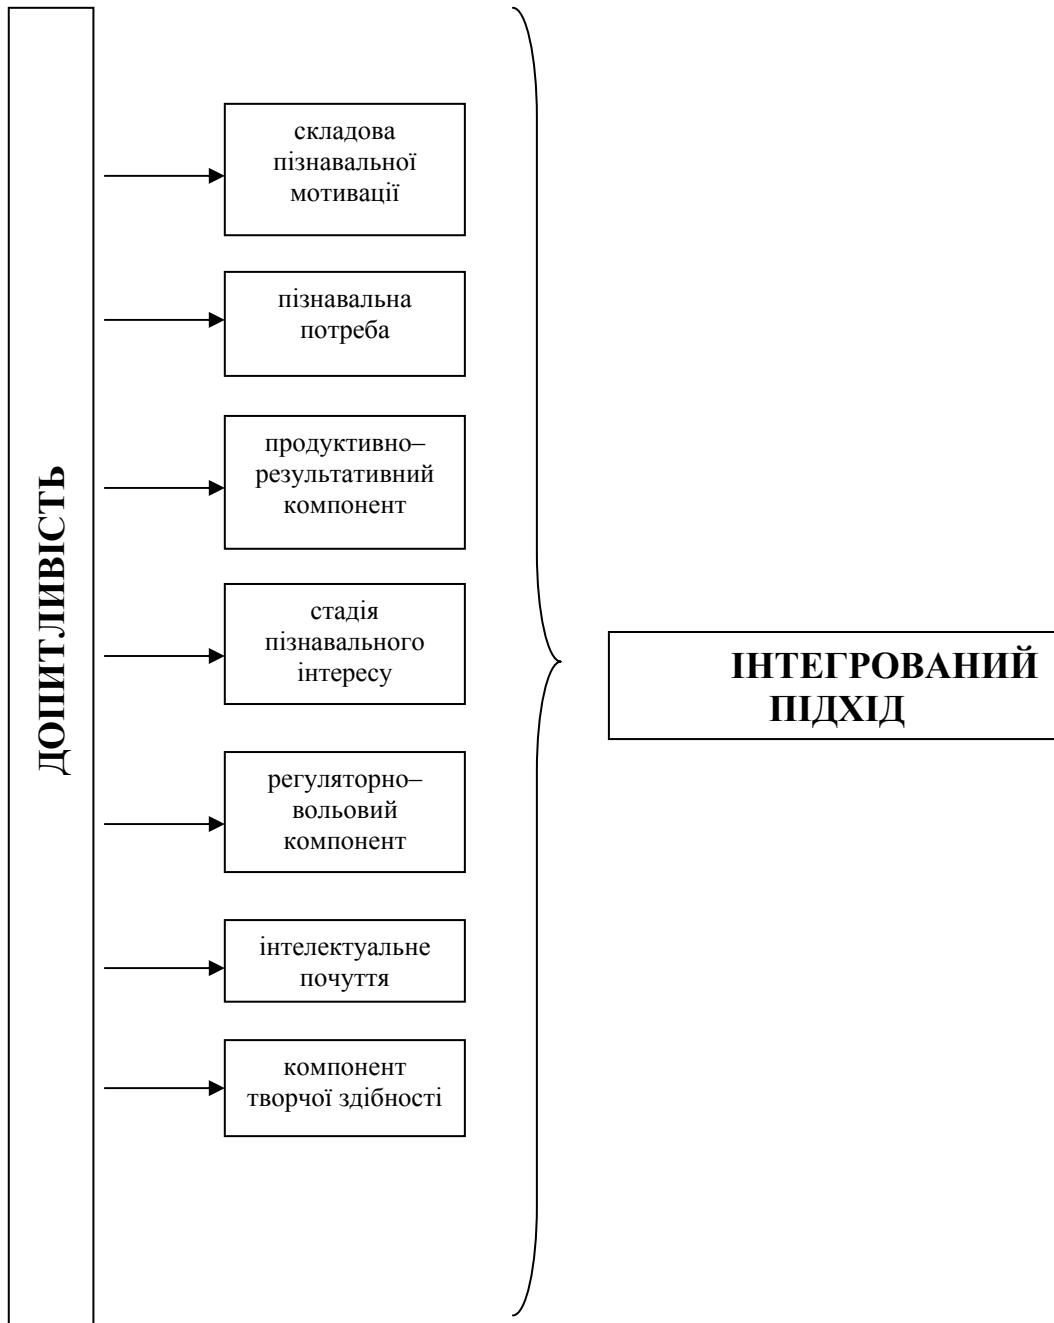 ДОПИТЛИВІСТЬ
складова
пізнавальної
мотивації
пізнавальна
потреба
продуктивно–
результативний
компонент
стадія
пізнавального
інтересу
регуляторно–
вольовий
компонент
інтелектуальне
почуття
компонент
творчої здібності
ІНТЕГРОВАНИЙ
ПІДХІД